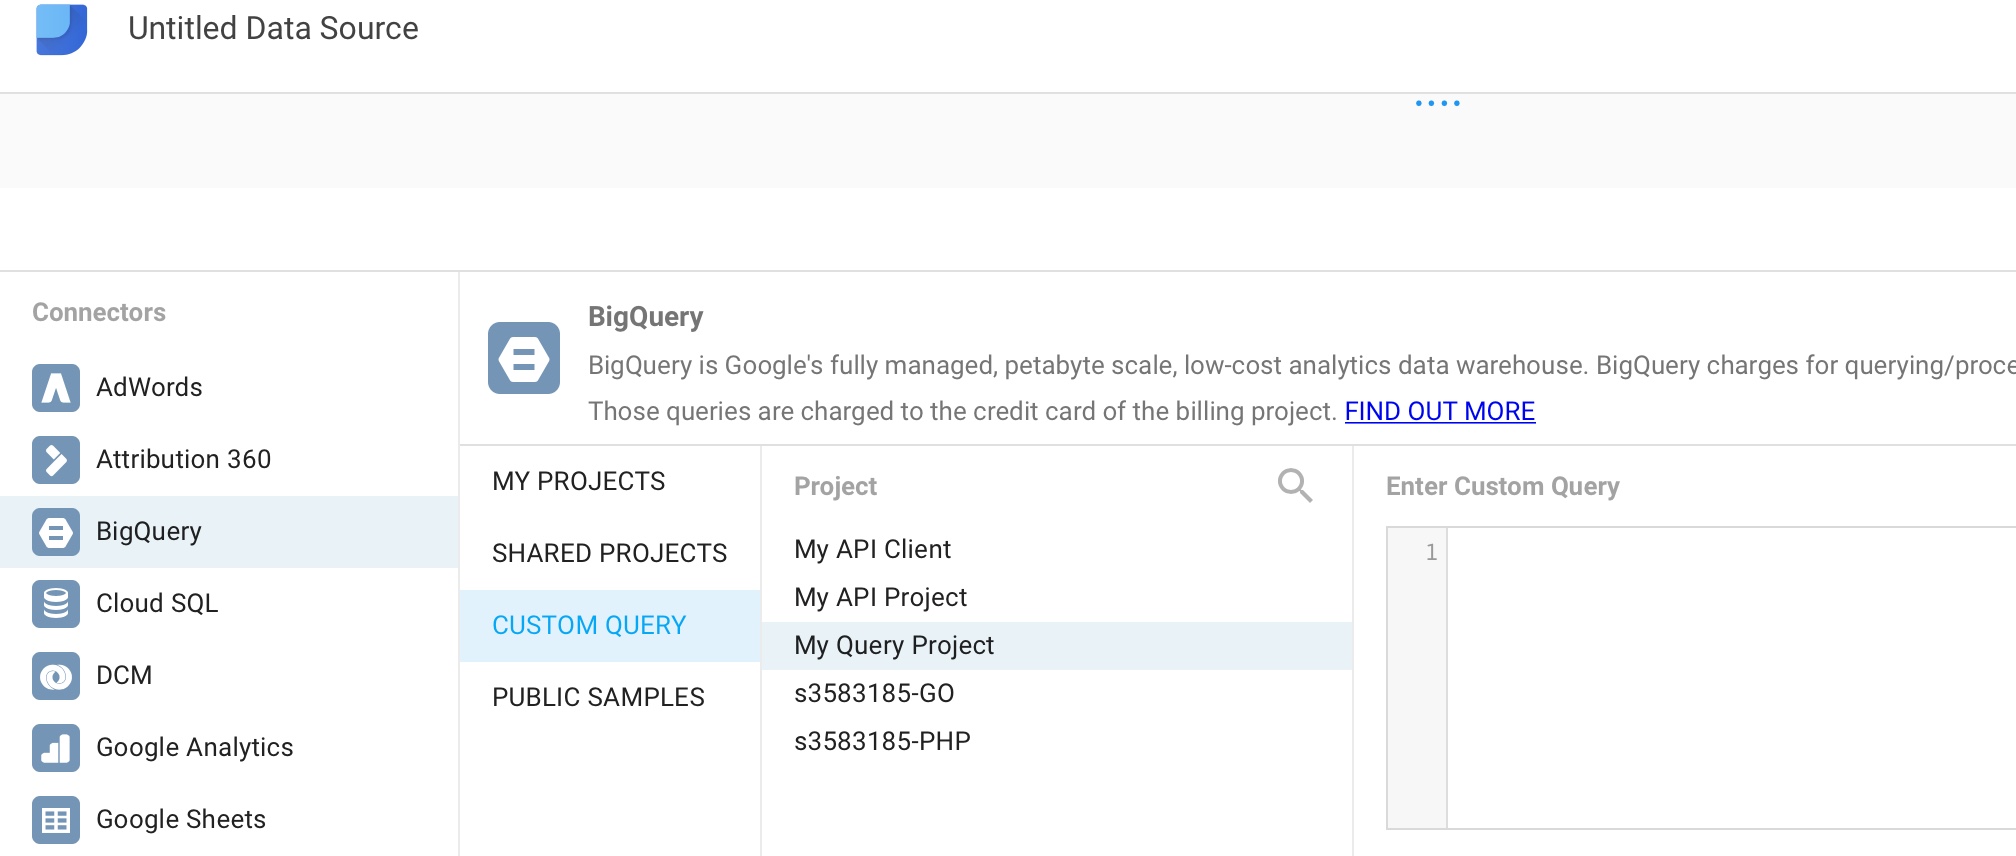 Untitled Data Source
Connectors
AdWords
Attribution 360
BigQuery
Cloud SQL
DCM
Google Analytics
Google Sheets
BigQuery
BigQuery is Google's fully managed, petabyte scale, low-cost analytics data warehouse. BigQuery charges for querying/proce
Those queries are charged to the credit card of the billing project. FIND OUT MORE
MY PROJECTS
SHARED PROJECTS
CUSTOM QUERY
PUBLIC SAMPLES
Project
My API Client
My API Project
My Query Project
s3583185-GO
s3583185-PHP
Enter Custom Query
1